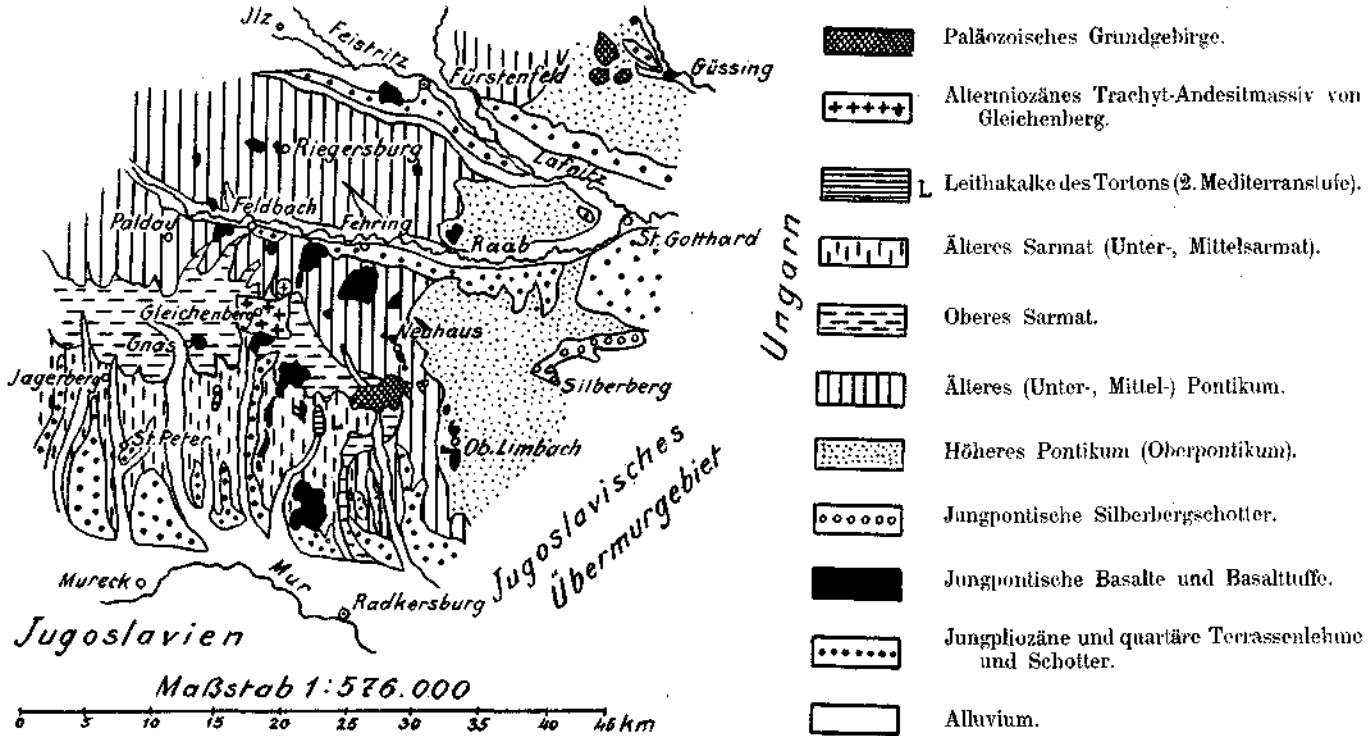 Jlz
Feistritz
Fürstenfeld
Güssing
Riegersburg
Lafnitz
Feldbach
Paldau
Fehring
Raab
St. Gotthard
Gleichenberg
Gnas
Neuhaus
Jagerberg
Silberberg
St. Peter
L
Ob. Limbach
Mureck
Mur
Radkersburg
Ungarn
Jugoslavisches
Übermurgebiet
Jugoslavien
Maßstab 1:576.000
0 5 10 15 20 25 30 35 40 45 km
Paläozoisches Grundgebirge.
Altermiozänes Trachyt-Andesitmassiv von
Gleichenberg.
L Leithakalke des Tortons (2. Mediterranstufe).
Älteres Sarmat (Unter-, Mittelsarmat).
Oberes Sarmat.
Älteres (Unter-, Mittel-) Pontikum.
Höheres Pontikum (Oberpontikum).
Jungpontische Silberbergschotter.
Jungpontische Basalte und Basalttuffe.
Jungpliozäne und quartäre Terrassenlehme
und Schotter.
Alluvium.